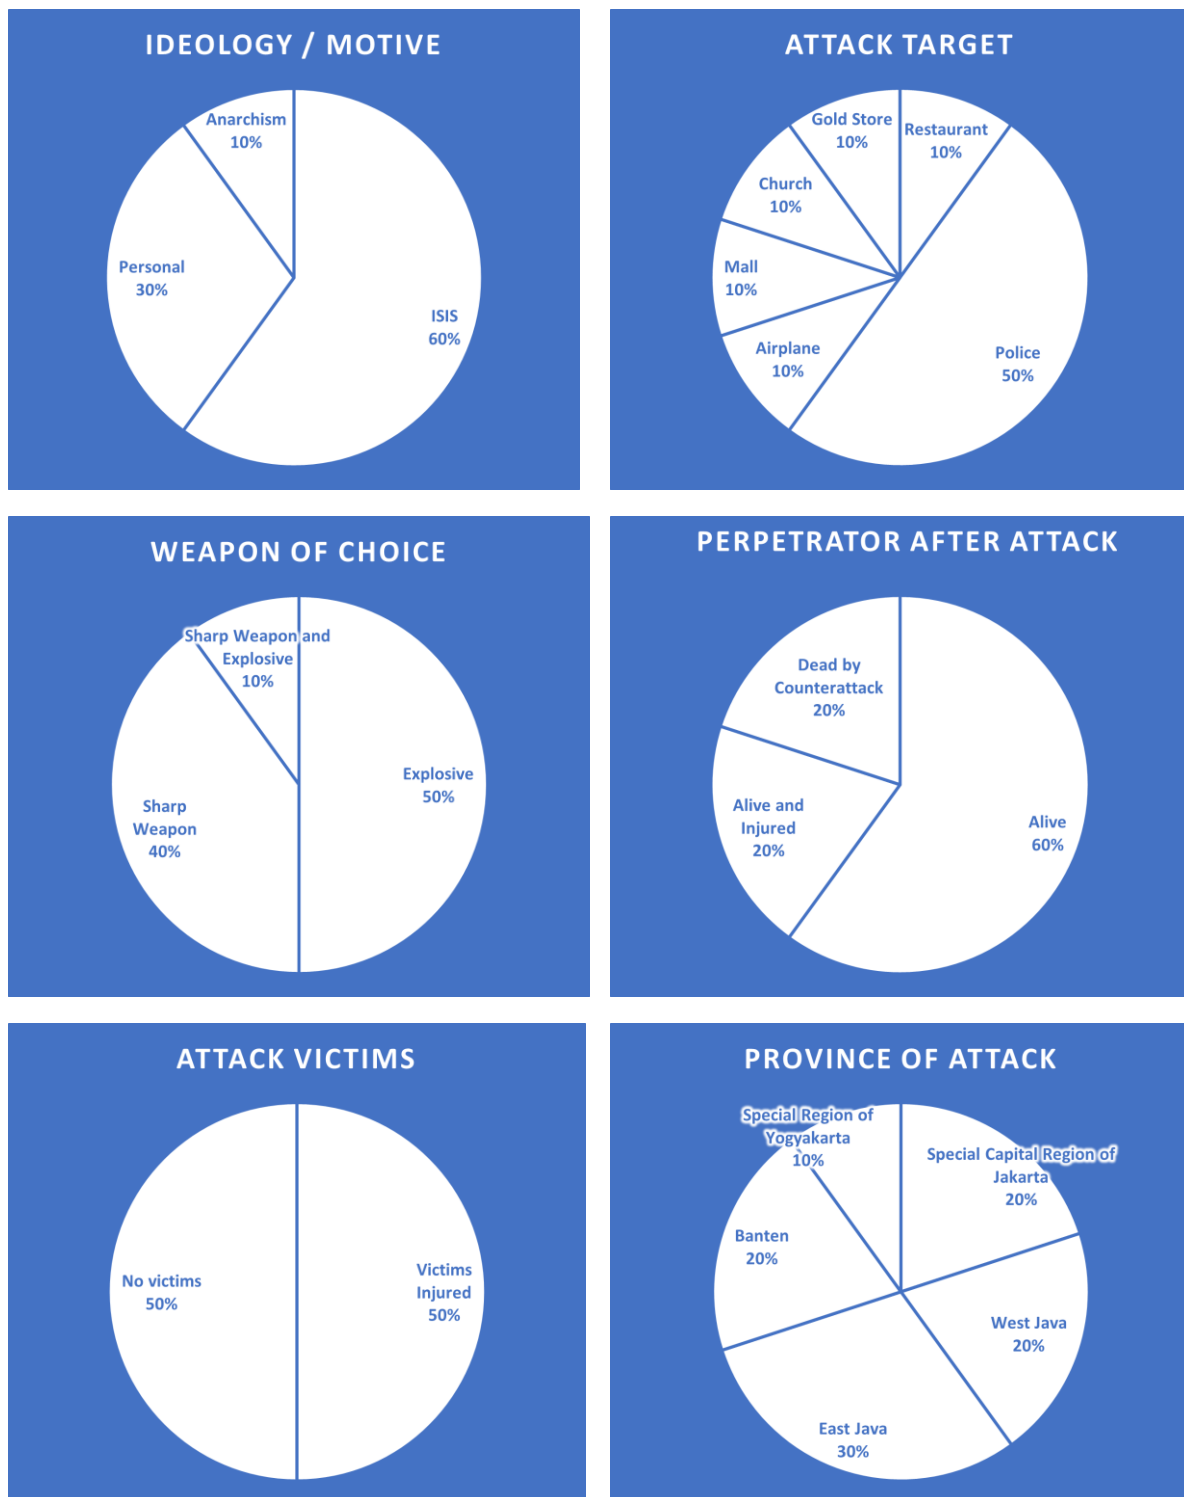 IDEOLOGY / MOTIVE
Anarchism
10%
Personal
30%
ISIS
60%
ATTACK TARGET
Gold Store
10%
Restaurant
10%
Church
10%
Mall
10%
Airplane
10%
Police
50%
WEAPON OF CHOICE
Sharp Weapon and
Explosive
10%
Explosive
50%
Sharp
Weapon
40%
PERPETRATOR AFTER ATTACK
Dead by
Counterattack
20%
Alive and
Injured
20%
Alive
60%
ATTACK VICTIMS
No victims
50%
Victims
Injured
50%
PROVINCE OF ATTACK
Special Region of
Yogyakarta
10%
Special Capital Region of
Jakarta
20%
Banten
20%
West Java
20%
East Java
30%